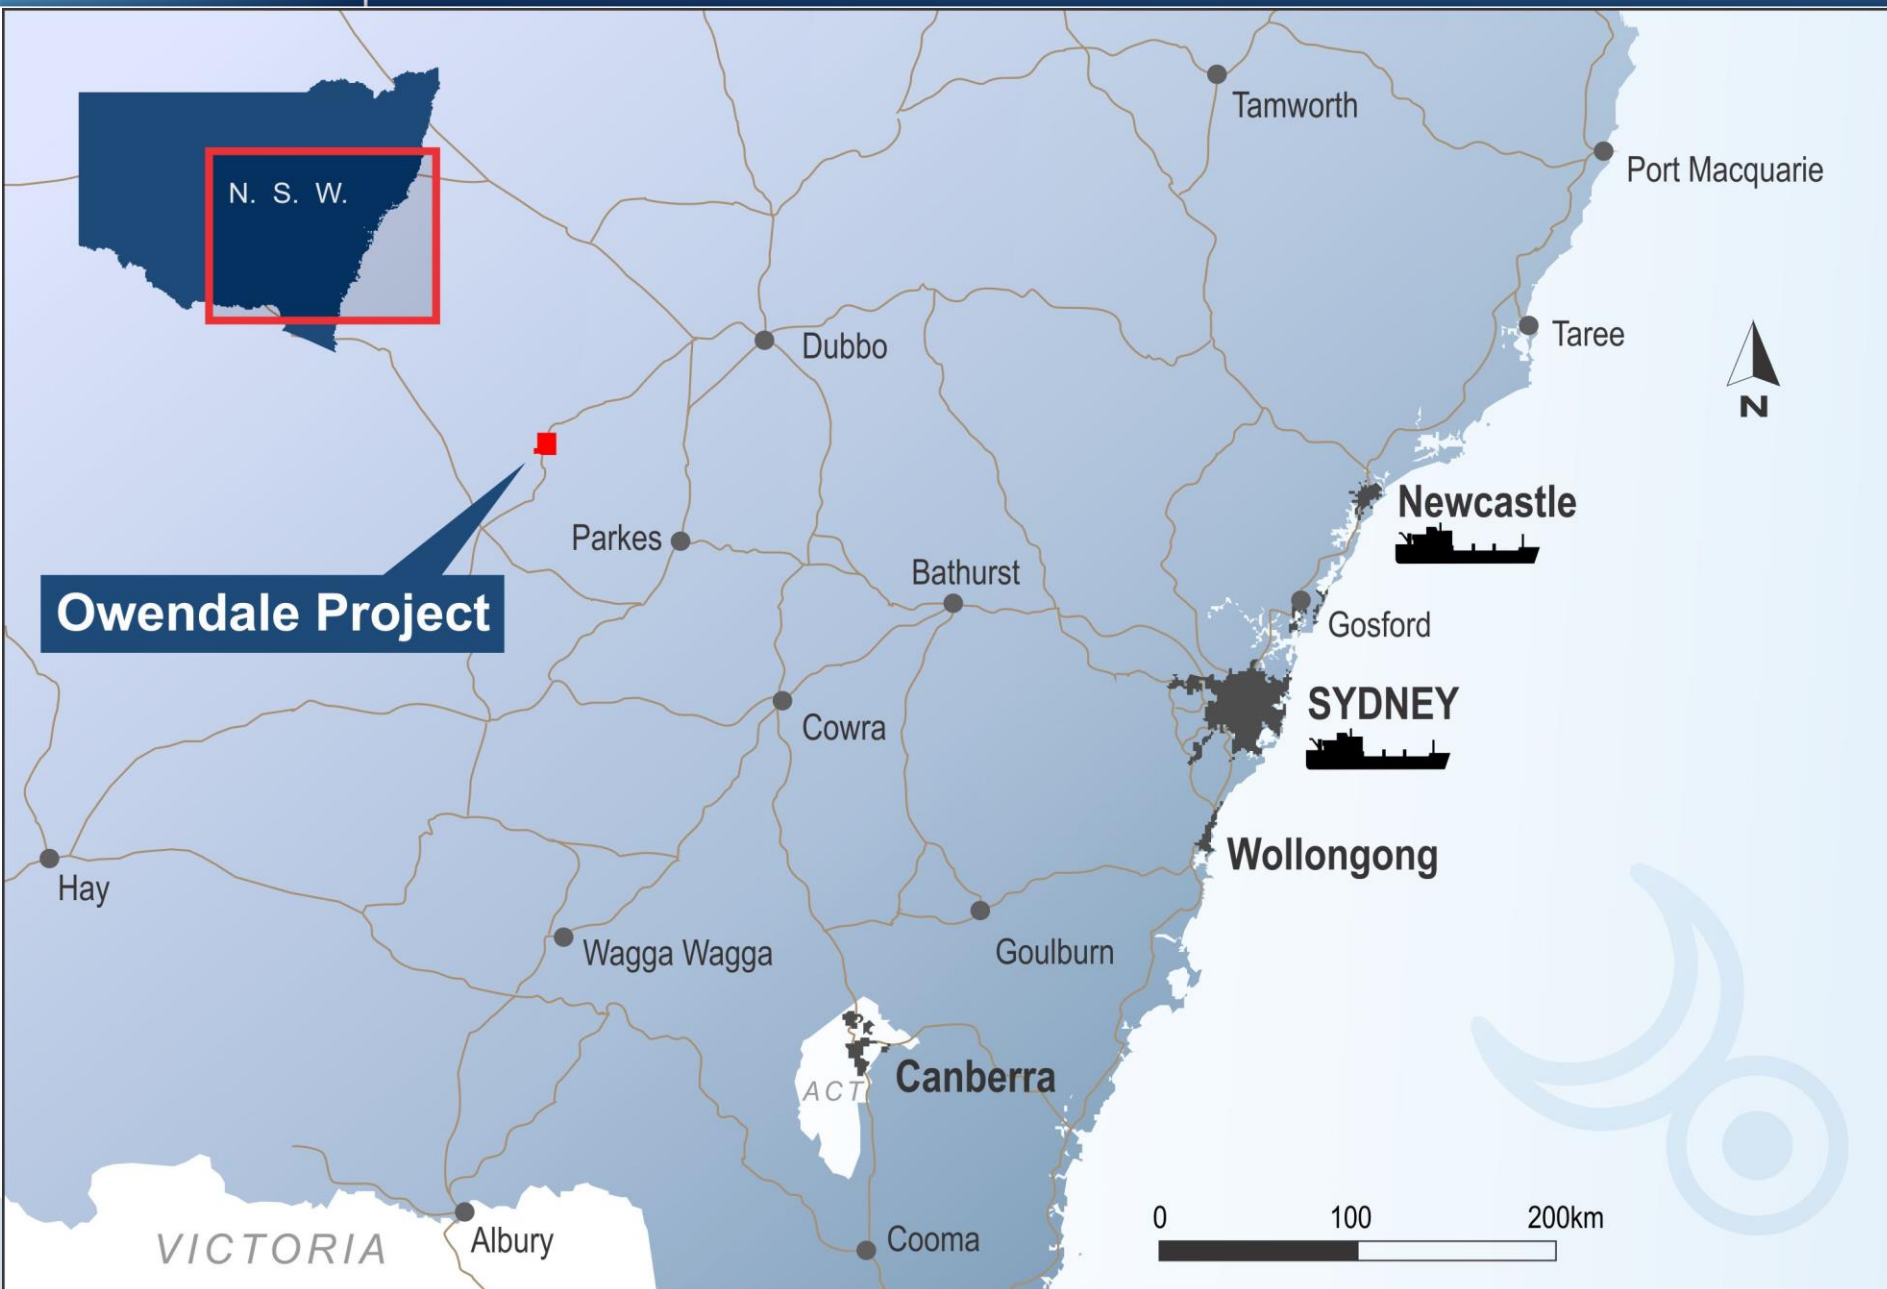 Tamworth
Port Macquarie
N. S. W.
Taree
Dubbo
N
Newcastle
Parkes
Bathurst
Owendale Project
Gosford
SYDNEY
Cowra
Wollongong
Hay
Wagga Wagga
Goulburn
Canberra
ACT
0 100 200km
VICTORIA
Albury
Cooma